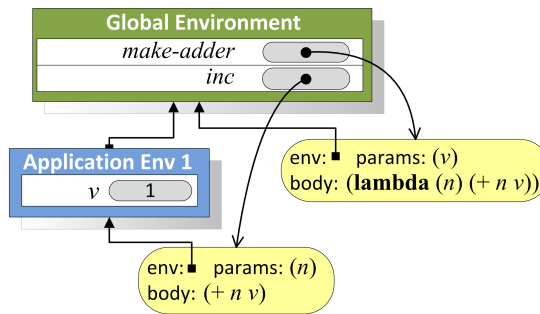 Global Environment
make-adder
inc
env: params: (v)
body: (lambda (n) (+ n v))
Application Env 1
v 1
env: params: (n)
body: (+ n v)